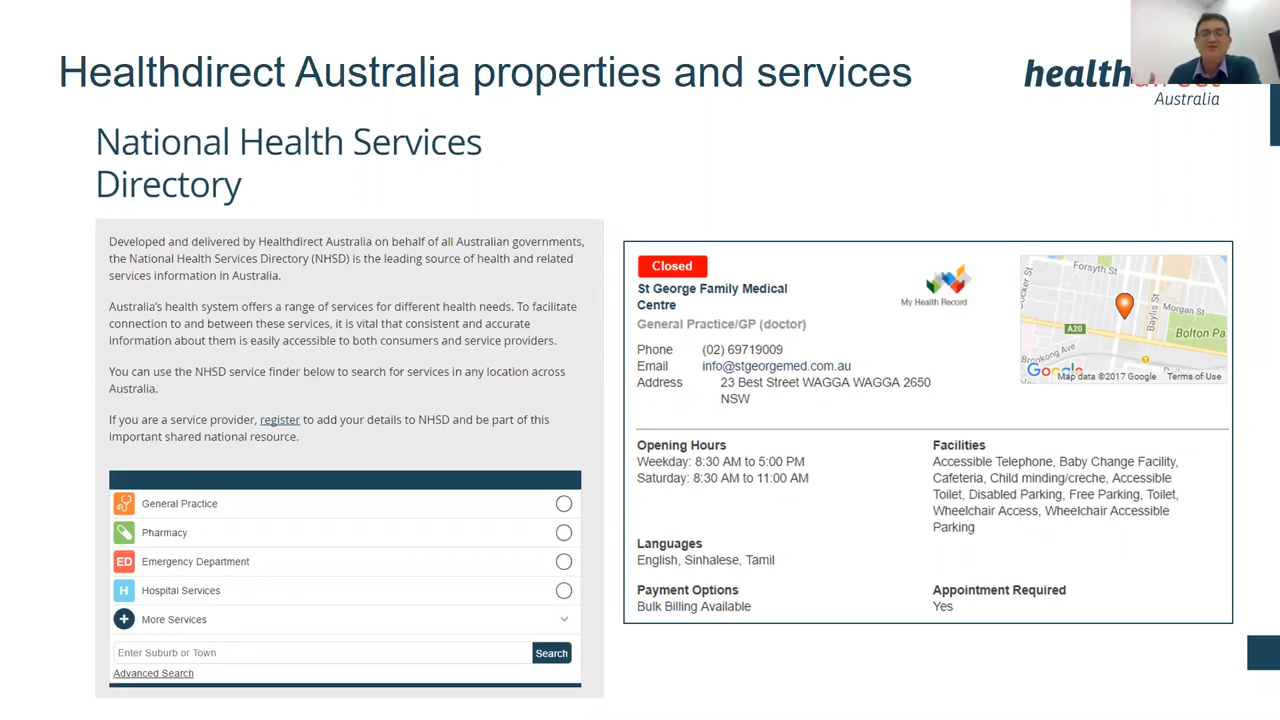 Healthdirect Australia properties and services
health
Australia
National Health Services
Directory
Developed and delivered by Healthdirect Australia on behalf of all Australian governments,
the National Health Services Directory (NHSD) is the leading source of health and related
services information in Australia.
Australia's health system offers a range of services for different health needs. To facilitate
connection to and between these services, it is vital that consistent and accurate
information about them is easily accessible to both consumers and service providers.
You can use the NHSD service finder below to search for services in any location across
Australia.
If you are a service provider, register to add your details to NHSD and be part of this
important shared national resource.
General Practice
Pharmacy
ED Emergency Department
H Hospital Services
+ More Services
Enter Suburb or Town Search
Advanced Search
Closed
St George Family Medical
Centre
General Practice/GP (doctor)
My Health Record
Phone (02) 69719009
Email info@stgeorgemed.com.au
Address 23 Best Street WAGGA WAGGA 2650
NSW
Forsyth St
Baylis St
Morgan St
A20
Bolton Pa
Brookong Ave
Google Map data ©2017 Google Terms of Use
Opening Hours
Weekday: 8:30 AM to 5:00 PM
Saturday: 8:30 AM to 11:00 AM
Facilities
Accessible Telephone, Baby Change Facility,
Cafeteria, Child minding/creche, Accessible
Toilet, Disabled Parking, Free Parking, Toilet,
Wheelchair Access, Wheelchair Accessible
Parking
Languages
English, Sinhalese, Tamil
Payment Options
Bulk Billing Available
Appointment Required
Yes